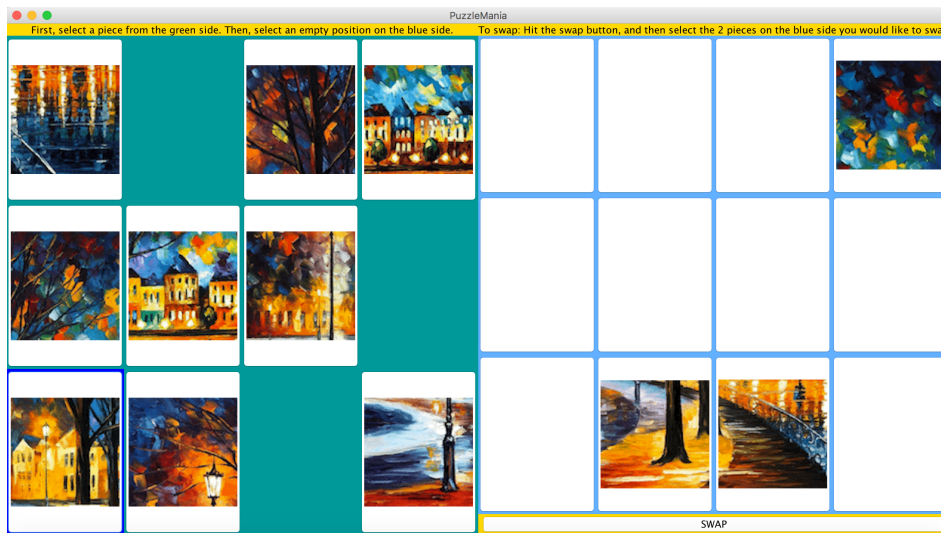 PuzzleMania
First, select a piece from the green side. Then, select an empty position on the blue side.
To swap: Hit the swap button, and then select the 2 pieces on the blue side you would like to
SWAP